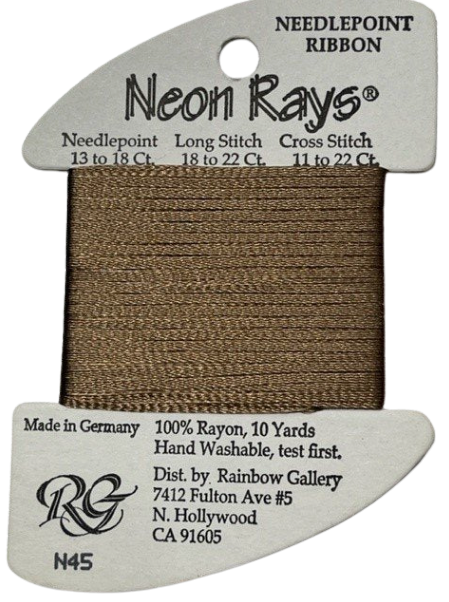 NEEDLEPOINT
RIBBON
Neon Rays®
Needlepoint Long Stitch Cross Stitch
13 to 18 Ct. 18 to 22 Ct. 11 to 22 Ct.
Made in Germany
100% Rayon, 10 Yards
Hand Washable, test first.
Dist. by Rainbow Gallery
7412 Fulton Ave #5
N. Hollywood
CA 91605
RG
N45